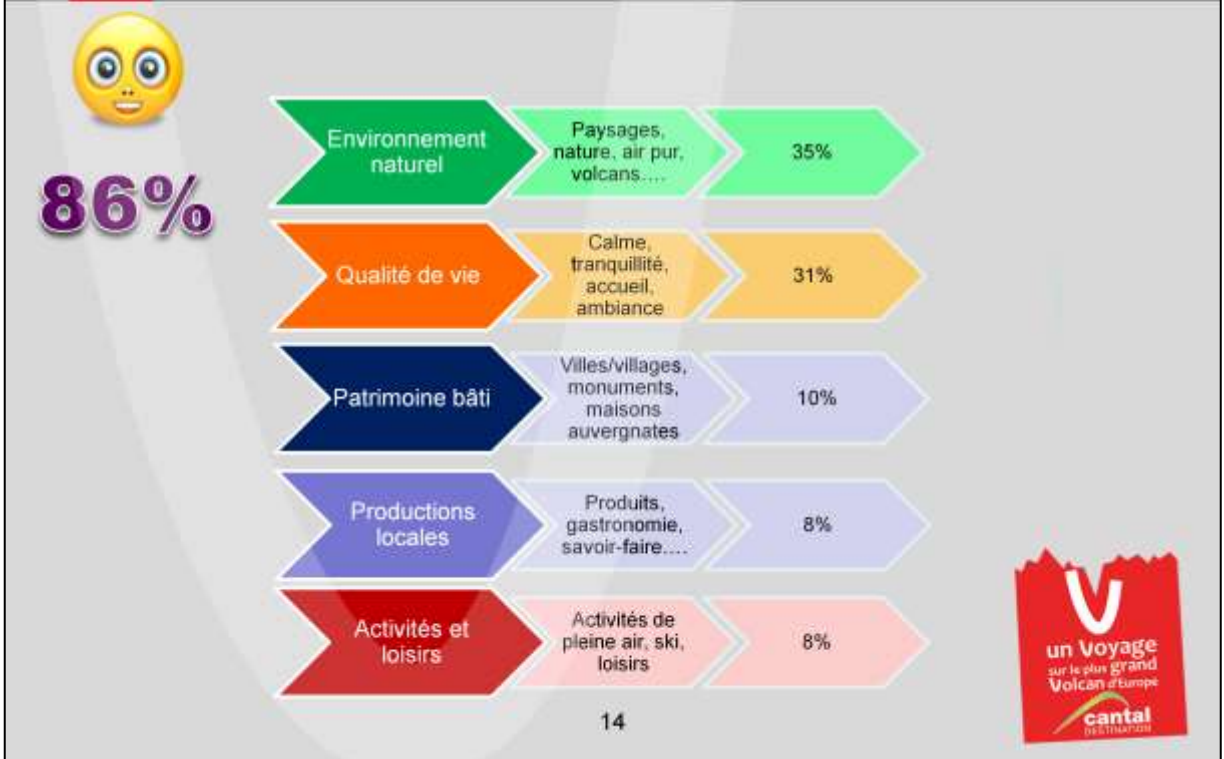 86%
Environnement
naturel
Paysages,
nature, air pur,
volcans....
35%
Qualité de vie
Calme,
tranquillité,
accueil,
ambiance
31%
Patrimoine bâti
Villes/villages,
monuments,
maisons
auvergnates
10%
Productions
locales
Produits,
gastronomie,
savoir-faire....
8%
Activités et
loisirs
Activités de
pleine air, ski,
loisirs
8%
14
V
un Voyage
sur le plus grand
Volcan d'Europe
cantal
DESTINATION